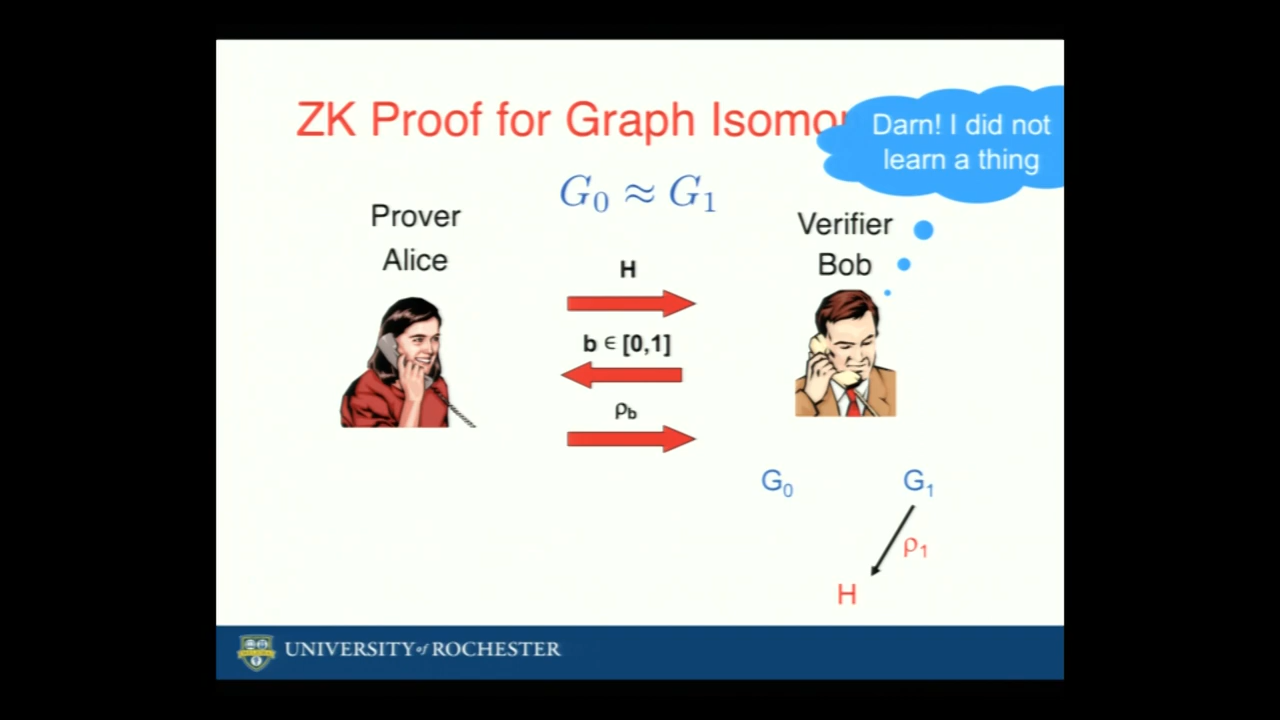 ZK Proof for Graph Isomor
Darn! I did not
learn a thing
G₀ ≈ G₁
Prover
Alice
Verifier
Bob
H
b ∈ [0,1]
ρb
G₀
G₁
ρ₁
H
UNIVERSITY of ROCHESTER